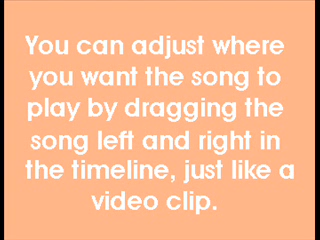 You can adjust where
you want the song to
play by dragging the
song left and right in
the timeline, just like a
video clip.